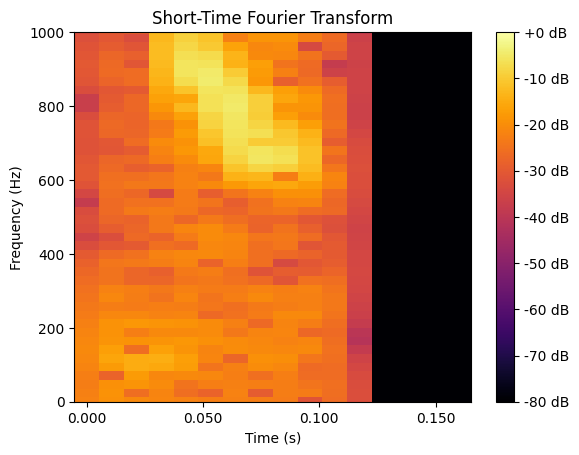 Short-Time Fourier Transform
Frequency (Hz)
1000
800
600
400
200
0
0.000
0.050
0.100
0.150
Time (s)
+0 dB
-10 dB
-20 dB
-30 dB
-40 dB
-50 dB
-60 dB
-70 dB
-80 dB